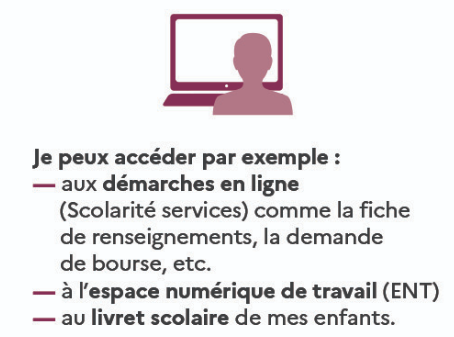 Je peux accéder par exemple :
— aux démarches en ligne
(Scolarité services) comme la fiche
de renseignements, la demande
de bourse, etc.
— à l'espace numérique de travail (ENT)
— au livret scolaire de mes enfants.